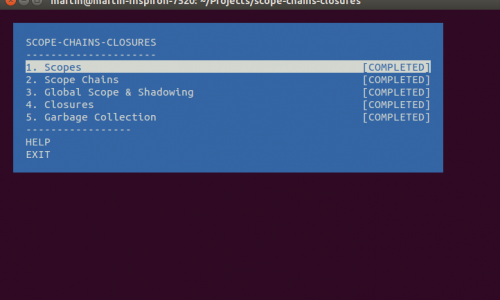 martin@martin-Inspiron-7520: ~/Projects/scope-chains-closures
SCOPE-CHAINS-CLOSURES
---------------------
1. Scopes [COMPLETED]
2. Scope Chains [COMPLETED]
3. Global Scope & Shadowing [COMPLETED]
4. Closures [COMPLETED]
5. Garbage Collection [COMPLETED]
-----------------
HELP
EXIT